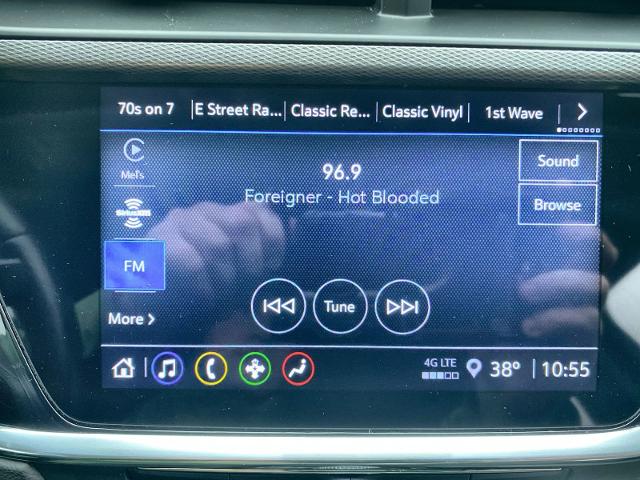 70s on 7 E Street Ra... Classic Re... Classic Vinyl 1st Wave
Mel's
96.9
Foreigner - Hot Blooded
Sound
SiriusXM
Browse
FM
Tune
More
4G LTE
38° 10:55